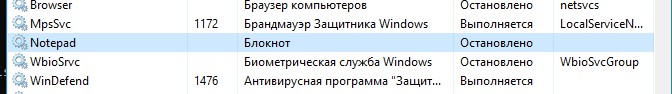 Browser Браузер компьютеров Остановлено netsvcs
MpsSvc 1172 Брандмауэр Защитника Windows Выполняется LocalServiceN...
Notepad Блокнот Остановлено
WbioSrvc Биометрическая служба Windows Остановлено WbioSvcGroup
WinDefend 1476 Антивирусная программа "Защит... Выполняется